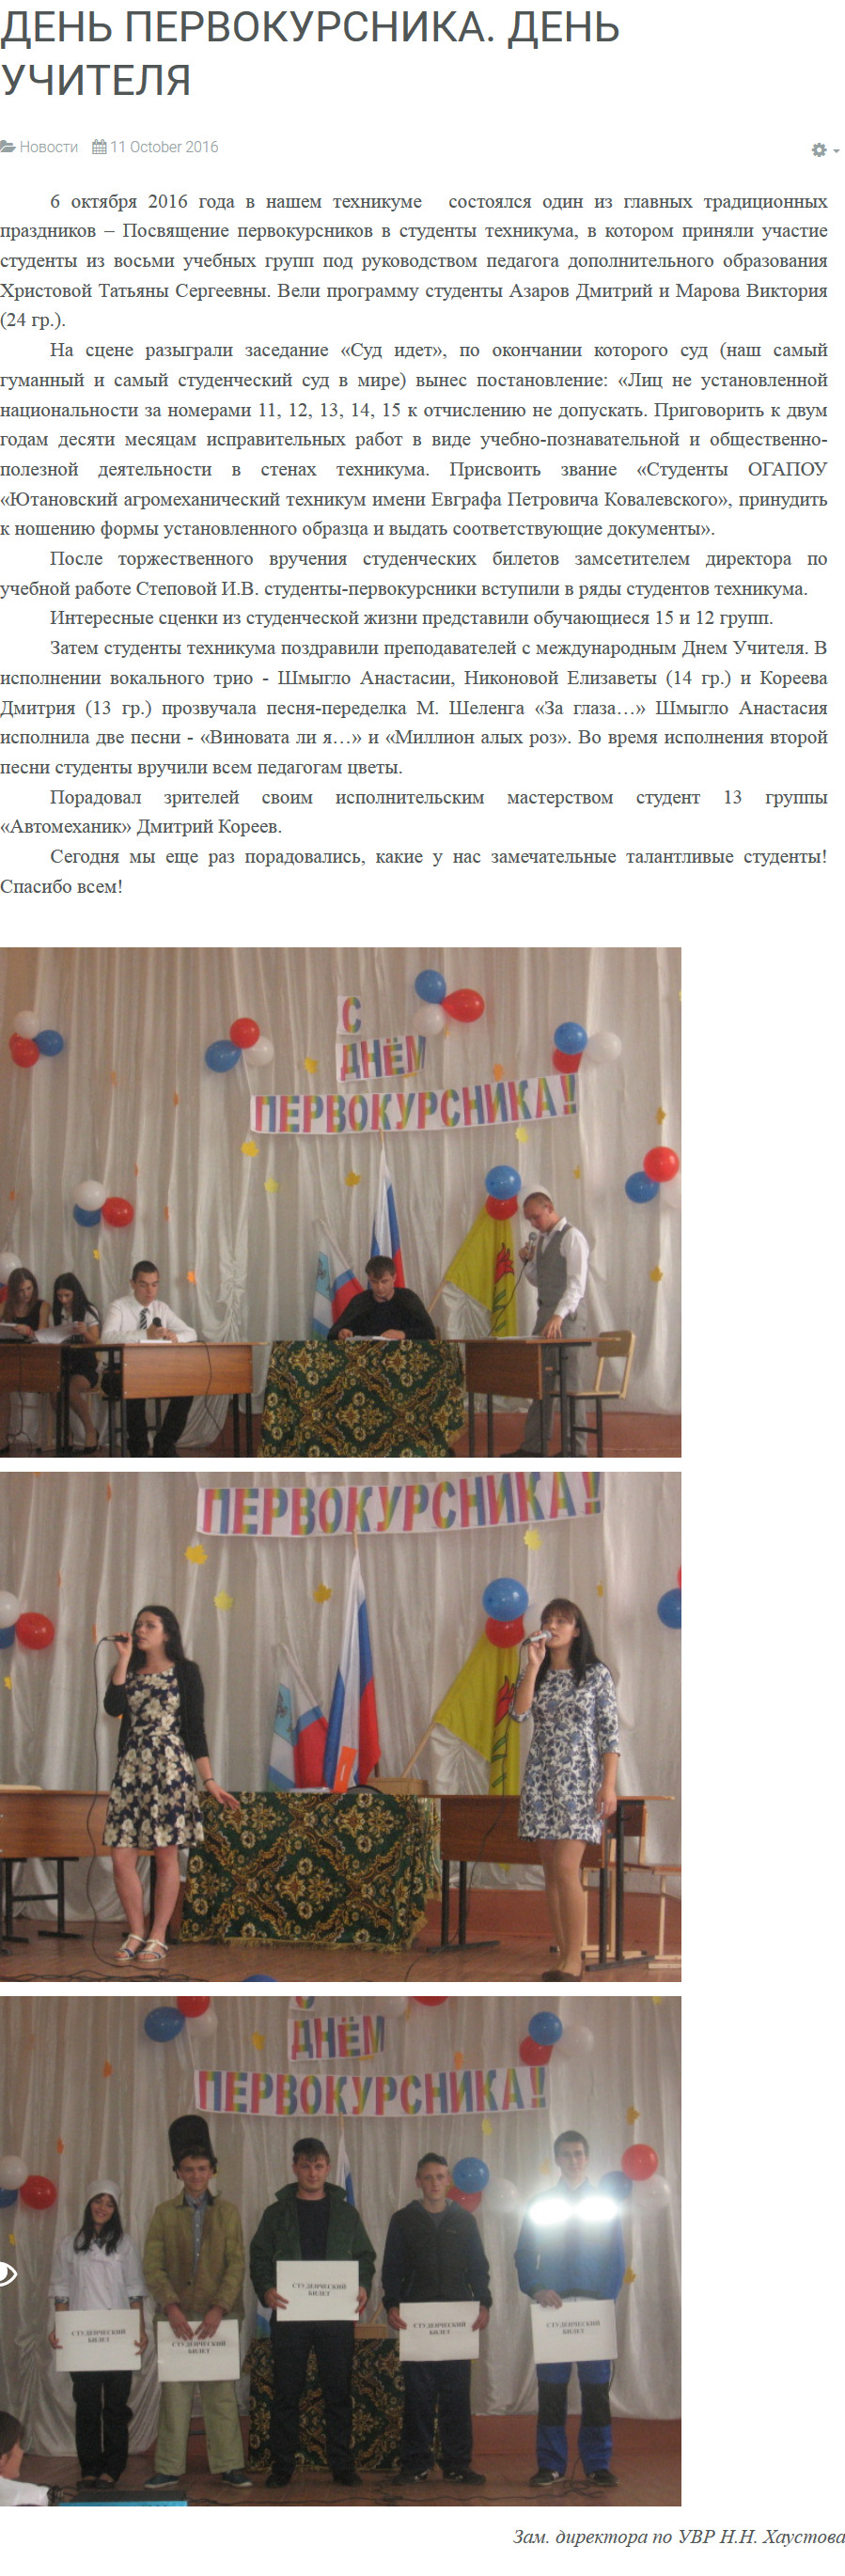 ДЕНЬ ПЕРВОКУРСНИКА. ДЕНЬ
УЧИТЕЛЯ
Новости 11 October 2016
6 октября 2016 года в нашем техникуме состоялся один из главных традиционных
праздников – Посвящение первокурсников в студенты техникума, в котором приняли участие
студенты из восьми учебных групп под руководством педагога дополнительного образования
Христовой Татьяны Сергеевны. Вели программу студенты Азаров Дмитрий и Марова Виктория
(24 гр.).
На сцене разыграли заседание «Суд идет», по окончании которого суд (наш самый
гуманный и самый студенческий суд в мире) вынес постановление: «Лиц не установленной
национальности за номерами 11, 12, 13, 14, 15 к отчислению не допускать. Приговорить к двум
годам десяти месяцам исправительных работ в виде учебно-познавательной и общественно-
полезной деятельности в стенах техникума. Присвоить звание «Студенты ОГАПОУ
«Ютановский агромеханический техникум имени Евграфа Петровича Ковалевского», принудить
к ношению формы установленного образца и выдать соответствующие документы».
После торжественного вручения студенческих билетов замсетителем директора по
учебной работе Степовой И.В. студенты-первокурсники вступили в ряды студентов техникума.
Интересные сценки из студенческой жизни представили обучающиеся 15 и 12 групп.
Затем студенты техникума поздравили преподавателей с международным Днем Учителя. В
исполнении вокального трио - Шмыгло Анастасии, Никоновой Елизаветы (14 гр.) и Кореева
Дмитрия (13 гр.) прозвучала песня-переделка М. Шеленга «За глаза…» Шмыгло Анастасия
исполнила две песни - «Виновата ли я…» и «Миллион алых роз». Во время исполнения второй
песни студенты вручили всем педагогам цветы.
Порадовал зрителей своим исполнительским мастерством студент 13 группы
«Автомеханик» Дмитрий Кореев.
Сегодня мы еще раз порадовались, какие у нас замечательные талантливые студенты!
Спасибо всем!
С
ДНЁМ
ПЕРВОКУРСНИКА!
ПЕРВОКУРСНИКА!
С
ДНЁМ
ПЕРВОКУРСНИКА!
СТУДЕНЧЕСКИЙ
БИЛЕТ
СТУДЕНЧЕСКИЙ
БИЛЕТ
СТУДЕНЧЕСКИЙ
БИЛЕТ
СТУДЕНЧЕСКИЙ
БИЛЕТ
СТУДЕНЧЕСКИЙ
БИЛЕТ
Зам. директора по УВР Н.Н. Хаустова